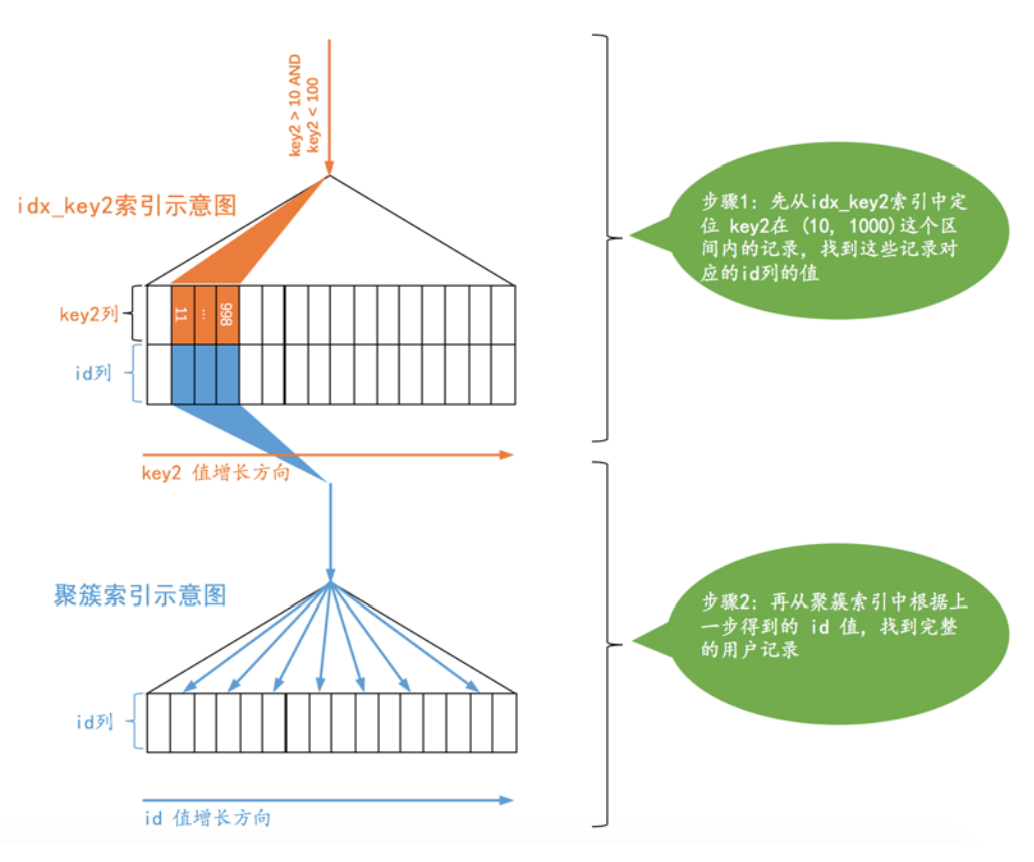 key2 > 10 AND
key2 < 100
idx_key2索引示意图
key2列
11
...
998
id列
key2 值增长方向
步骤1: 先从idx_key2索引中定
位 key2在 (10, 1000)这个区
间内的记录, 找到这些记录对
应的id列的值
聚簇索引示意图
id列
id 值增长方向
步骤2: 再从聚簇索引中根据上
一步得到的 id 值, 找到完整
的用户记录